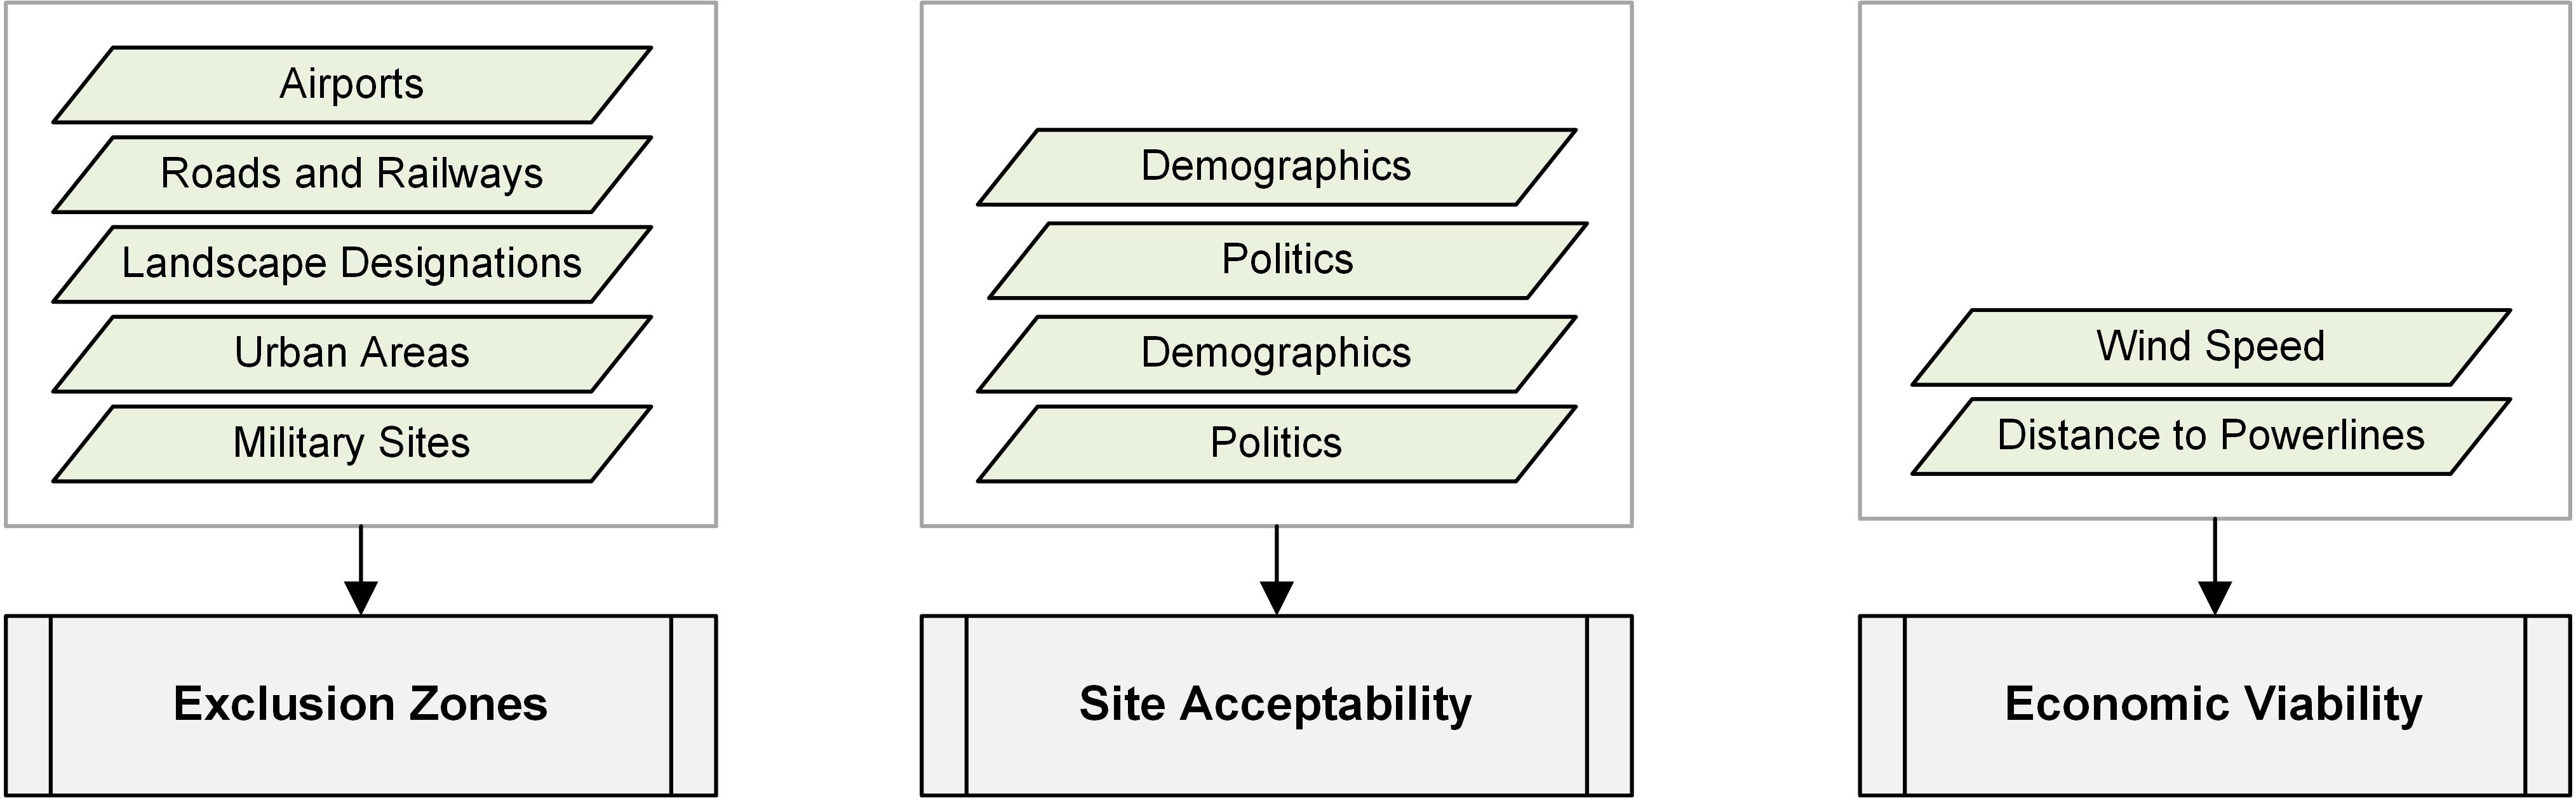 Airports
Roads and Railways
Landscape Designations
Urban Areas
Military Sites
Exclusion Zones
Demographics
Politics
Demographics
Politics
Site Acceptability
Wind Speed
Distance to Powerlines
Economic Viability